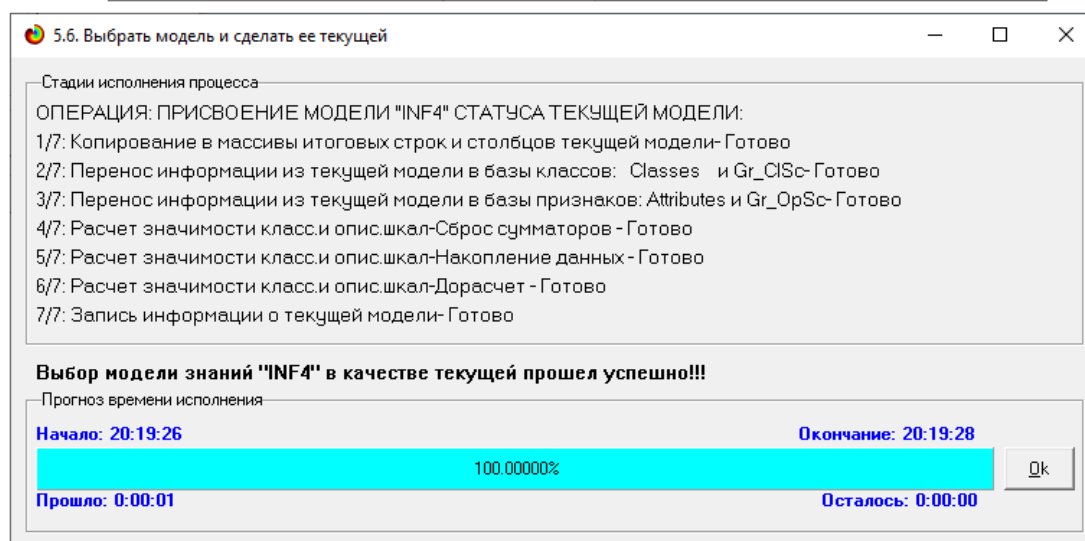 5.6. Выбрать модель и сделать ее текущей
Стадии исполнения процесса
ОПЕРАЦИЯ: ПРИСВОЕНИЕ МОДЕЛИ "INF4" СТАТУСА ТЕКУЩЕЙ МОДЕЛИ:
1/7: Копирование в массивы итоговых строк и столбцов текущей модели- Готово
2/7: Перенос информации из текущей модели в базы классов: Classes и Gr_ClSc- Готово
3/7: Перенос информации из текущей модели в базы признаков: Attributes и Gr_OpSc- Готово
4/7: Расчет значимости класс.и опис.шкал-Сброс сумматоров - Готово
5/7: Расчет значимости класс.и опис.шкал-Накопление данных - Готово
6/7: Расчет значимости класс.и опис.шкал-Дорасчет - Готово
7/7: Запись информации о текущей модели- Готово
Выбор модели знаний "INF4" в качестве текущей прошел успешно!!!
Прогноз времени исполнения
Начало: 20:19:26 Окончание: 20:19:28
100.00000% Ok
Прошло: 0:00:01 Осталось: 0:00:00